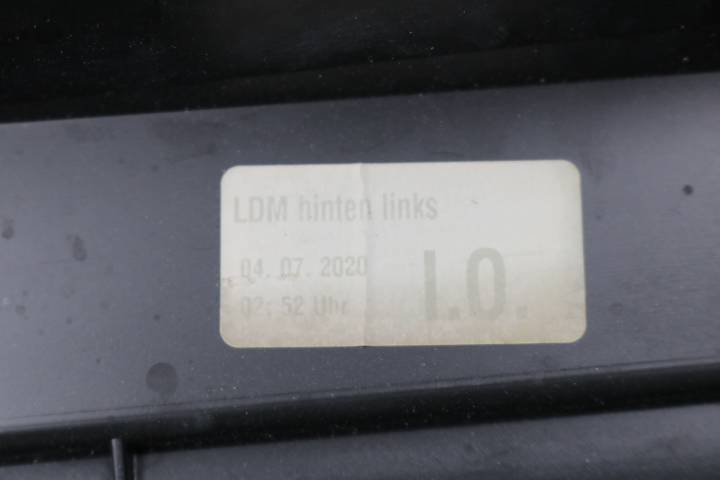 LDM hinten links
04. 07. 2020
02: 52 Uhr
I.O.